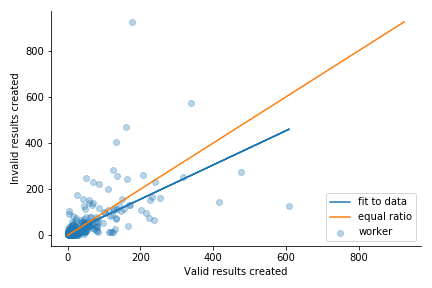 Invalid results created
800
600
400
200
0
0
200
400
600
800
Valid results created
fit to data
equal ratio
worker